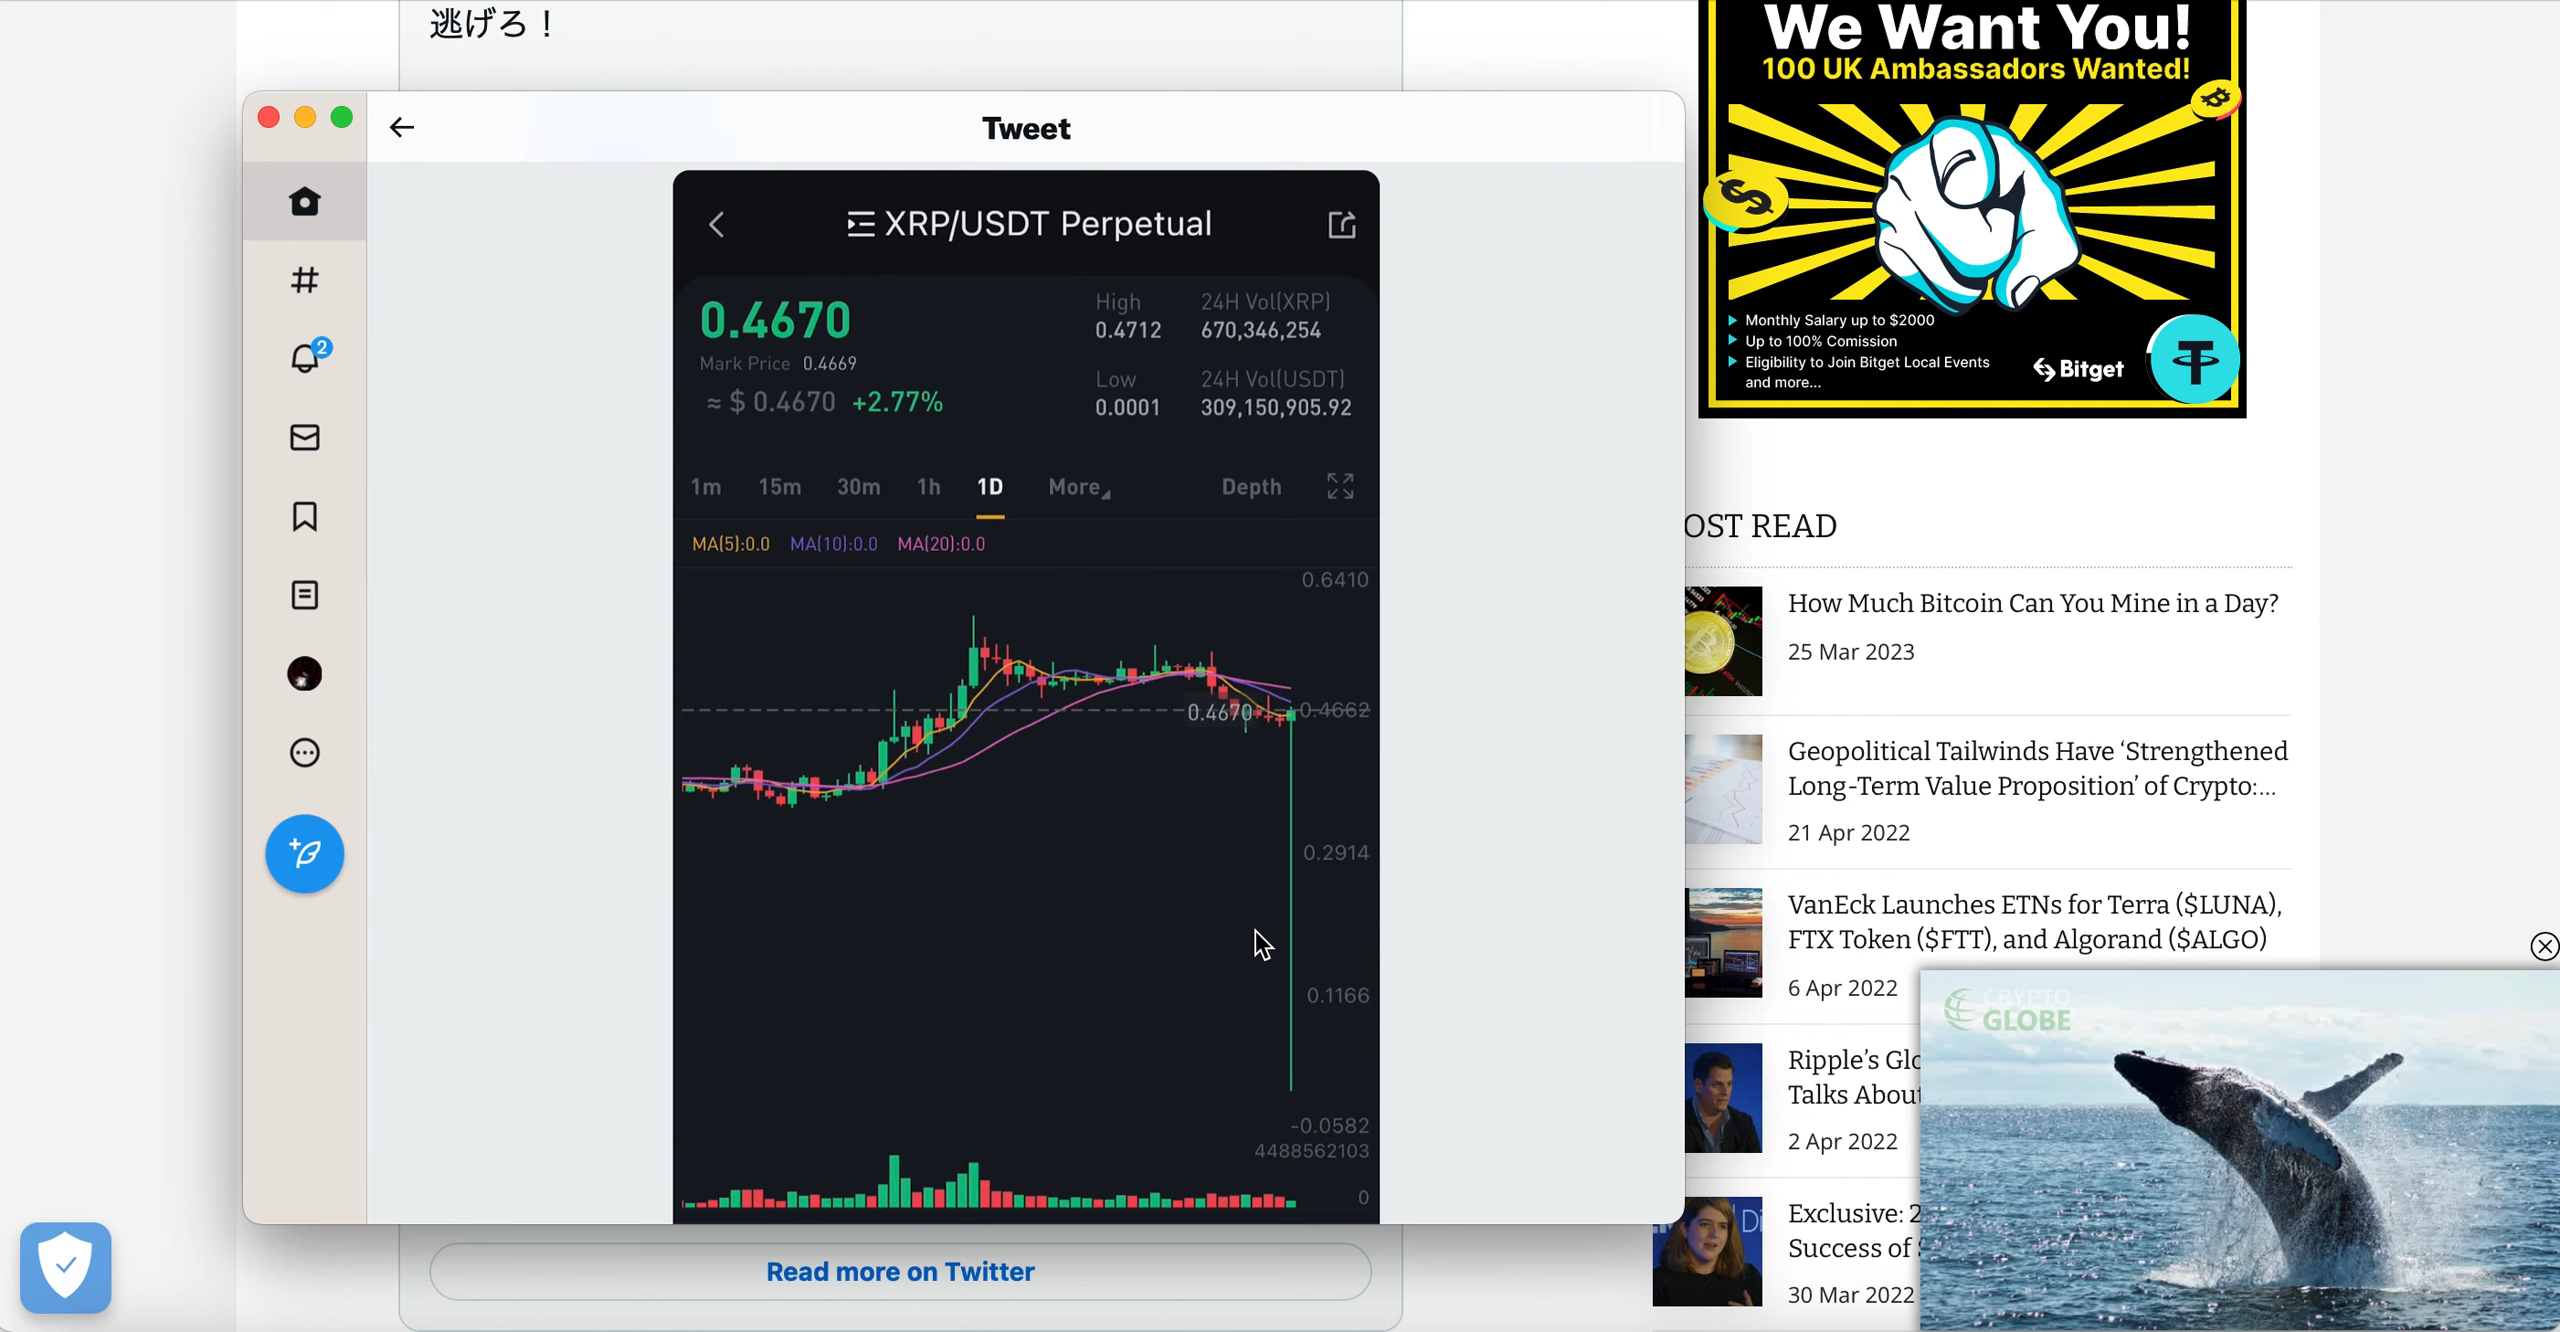 逃げろ！
Tweet
2
XRP/USDT Perpetual
0.4670
Mark Price 0.4669
≈ $ 0.4670 +2.77%
High
0.4712
24H Vol(XRP)
670,346,254
Low
0.0001
24H Vol(USDT)
309,150,905.92
1m 15m 30m 1h 1D More Depth
MA(5):0.0 MA(10):0.0 MA(20):0.0
0.6410
0.4670
0.4662
0.2914
0.1166
-0.0582
4488562103
0
Read more on Twitter
We Want You!
100 UK Ambassadors Wanted!
Monthly Salary up to $2000
Up to 100% Comission
Eligibility to Join Bitget Local Events
and more...
Bitget
OST READ
How Much Bitcoin Can You Mine in a Day?
25 Mar 2023
Geopolitical Tailwinds Have ‘Strengthened
Long-Term Value Proposition’ of Crypto:...
21 Apr 2022
VanEck Launches ETNs for Terra ($LUNA),
FTX Token ($FTT), and Algorand ($ALGO)
6 Apr 2022
Ripple’s Glo
Talks About
2 Apr 2022
Exclusive: 2
Success of
30 Mar 2022
CRYPTO
GLOBE